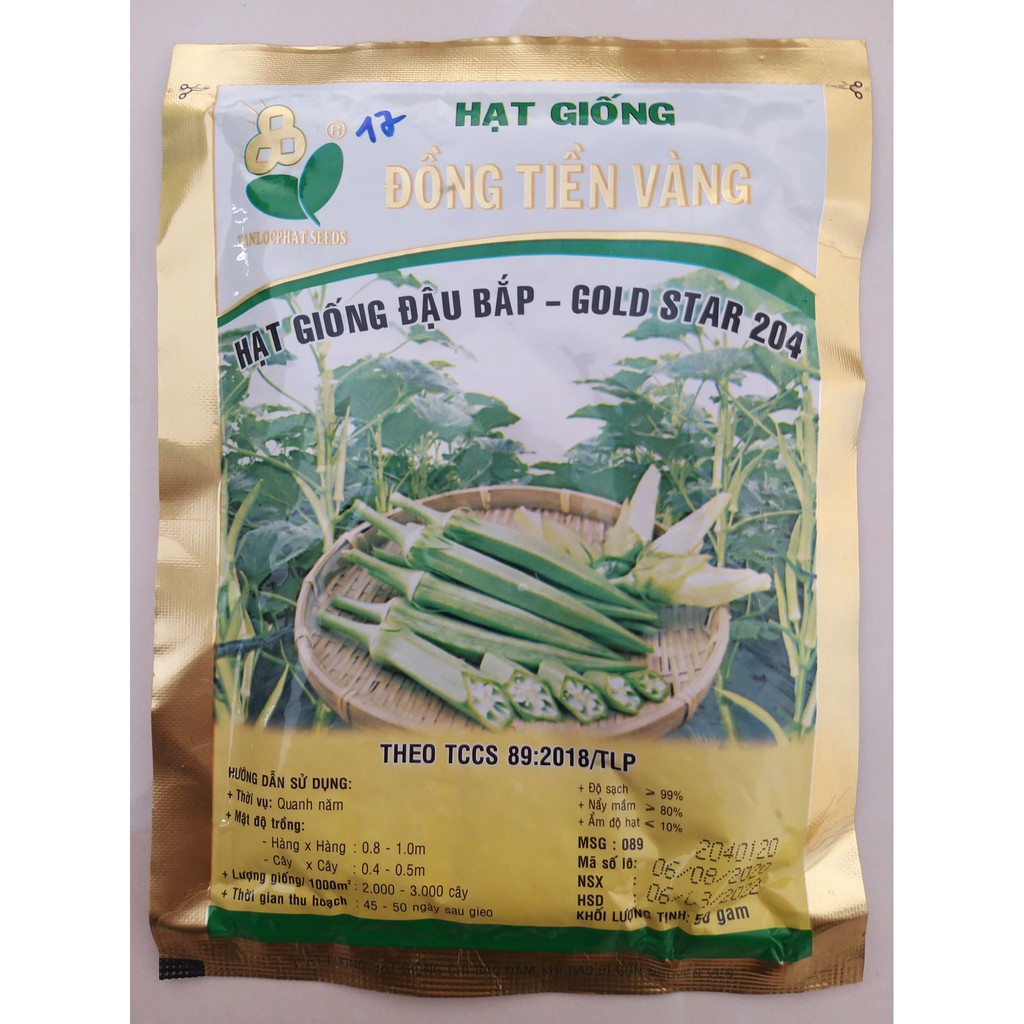 HẠT GIỐNG
® 17
ĐỒNG TIỀN VÀNG
TANLOCPHAT SEEDS
HẠT GIỐNG ĐẬU BẮP – GOLD STAR 204
THEO TCCS 89:2018/TLP
HƯỚNG DẪN SỬ DỤNG:
+ Thời vụ: Quanh năm
+ Mật độ trồng:
- Hàng x Hàng : 0.8 - 1.0m
- Cây x Cây : 0.4 - 0.5m
+ Lượng giống/ 1000m² : 2.000 - 3.000 cây
+ Thời gian thu hoạch : 45 - 50 ngày sau gieo
+ Độ sạch ≥ 99%
+ Nẩy mầm ≥ 80%
+ Ẩm độ hạt ≤ 10%
MSG : 089
Mã số lô: 2040120
NSX : 06/08/2020
HSD :
KHỐI LƯỢNG TỊNH: 50 gam